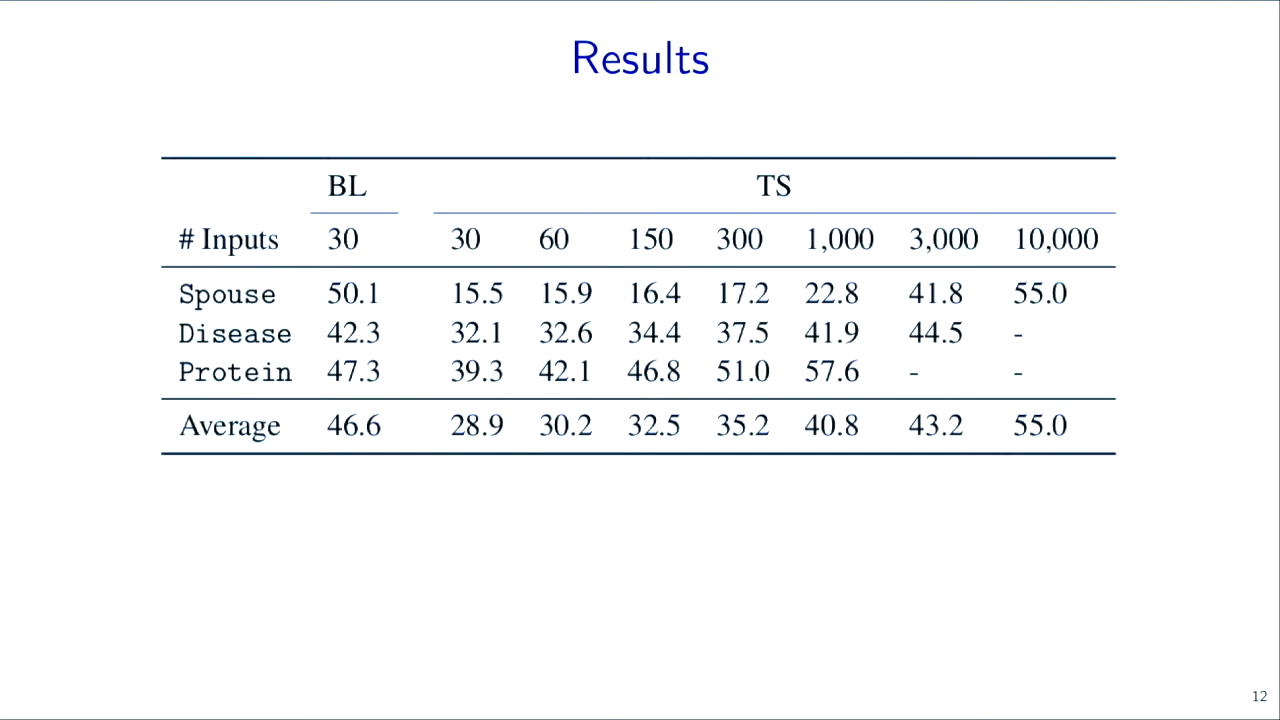 Results
BL TS
# Inputs 30 30 60 150 300 1,000 3,000 10,000
Spouse 50.1 15.5 15.9 16.4 17.2 22.8 41.8 55.0
Disease 42.3 32.1 32.6 34.4 37.5 41.9 44.5 -
Protein 47.3 39.3 42.1 46.8 51.0 57.6 - -
Average 46.6 28.9 30.2 32.5 35.2 40.8 43.2 55.0
12